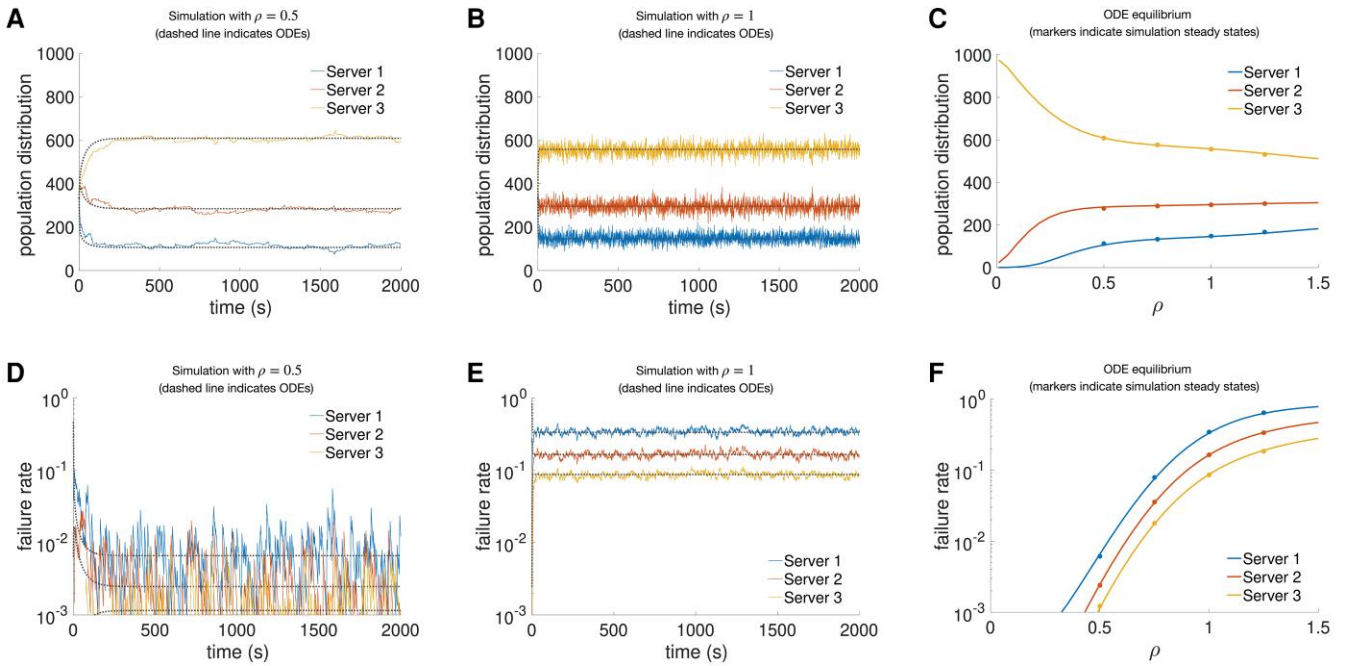 A
Simulation with ρ = 0.5
(dashed line indicates ODEs)
1000
800
600
400
200
0
population distribution
Server 1
Server 2
Server 3
0 500 1000 1500 2000
time (s)
B
Simulation with ρ = 1
(dashed line indicates ODEs)
1000
800
600
400
200
0
population distribution
Server 1
Server 2
Server 3
0 500 1000 1500 2000
time (s)
C
ODE equilibrium
(markers indicate simulation steady states)
1000
800
600
400
200
0
population distribution
Server 1
Server 2
Server 3
0 0.5 1 1.5
ρ
D
Simulation with ρ = 0.5
(dashed line indicates ODEs)
10^0
10^-1
10^-2
10^-3
failure rate
Server 1
Server 2
Server 3
0 500 1000 1500 2000
time (s)
E
Simulation with ρ = 1
(dashed line indicates ODEs)
10^0
10^-1
10^-2
10^-3
failure rate
Server 1
Server 2
Server 3
0 500 1000 1500 2000
time (s)
F
ODE equilibrium
(markers indicate simulation steady states)
10^0
10^-1
10^-2
10^-3
failure rate
Server 1
Server 2
Server 3
0 0.5 1 1.5
ρ